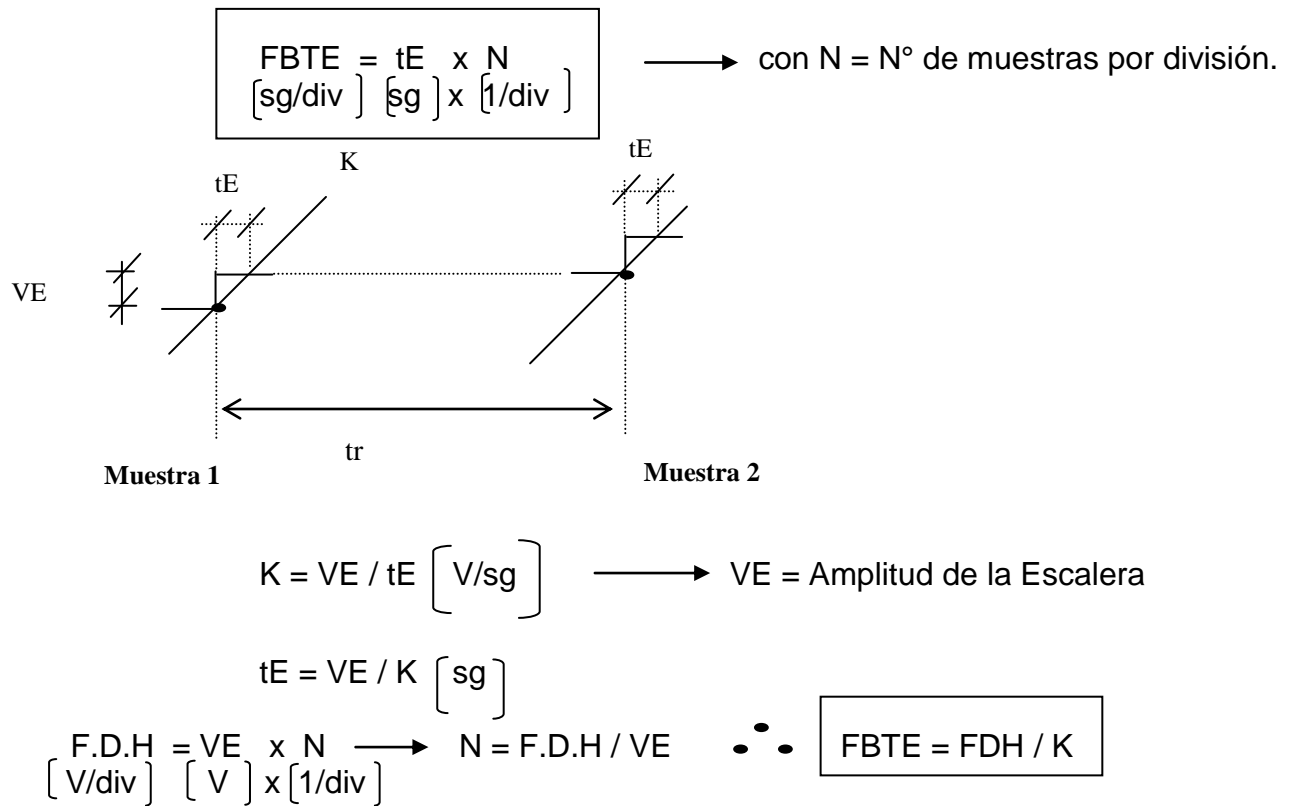 FBTE = tE x N → con N = N° de muestras por división.
[sg/div] [sg] x [1/div]
tE
K
tE
VE
tr
Muestra 1
Muestra 2
K = VE / tE [V/sg] → VE = Amplitud de la Escalera
tE = VE / K [sg]
F.D.H = VE x N → N = F.D.H / VE ∴ FBTE = FDH / K
[V/div] [V] x [1/div]